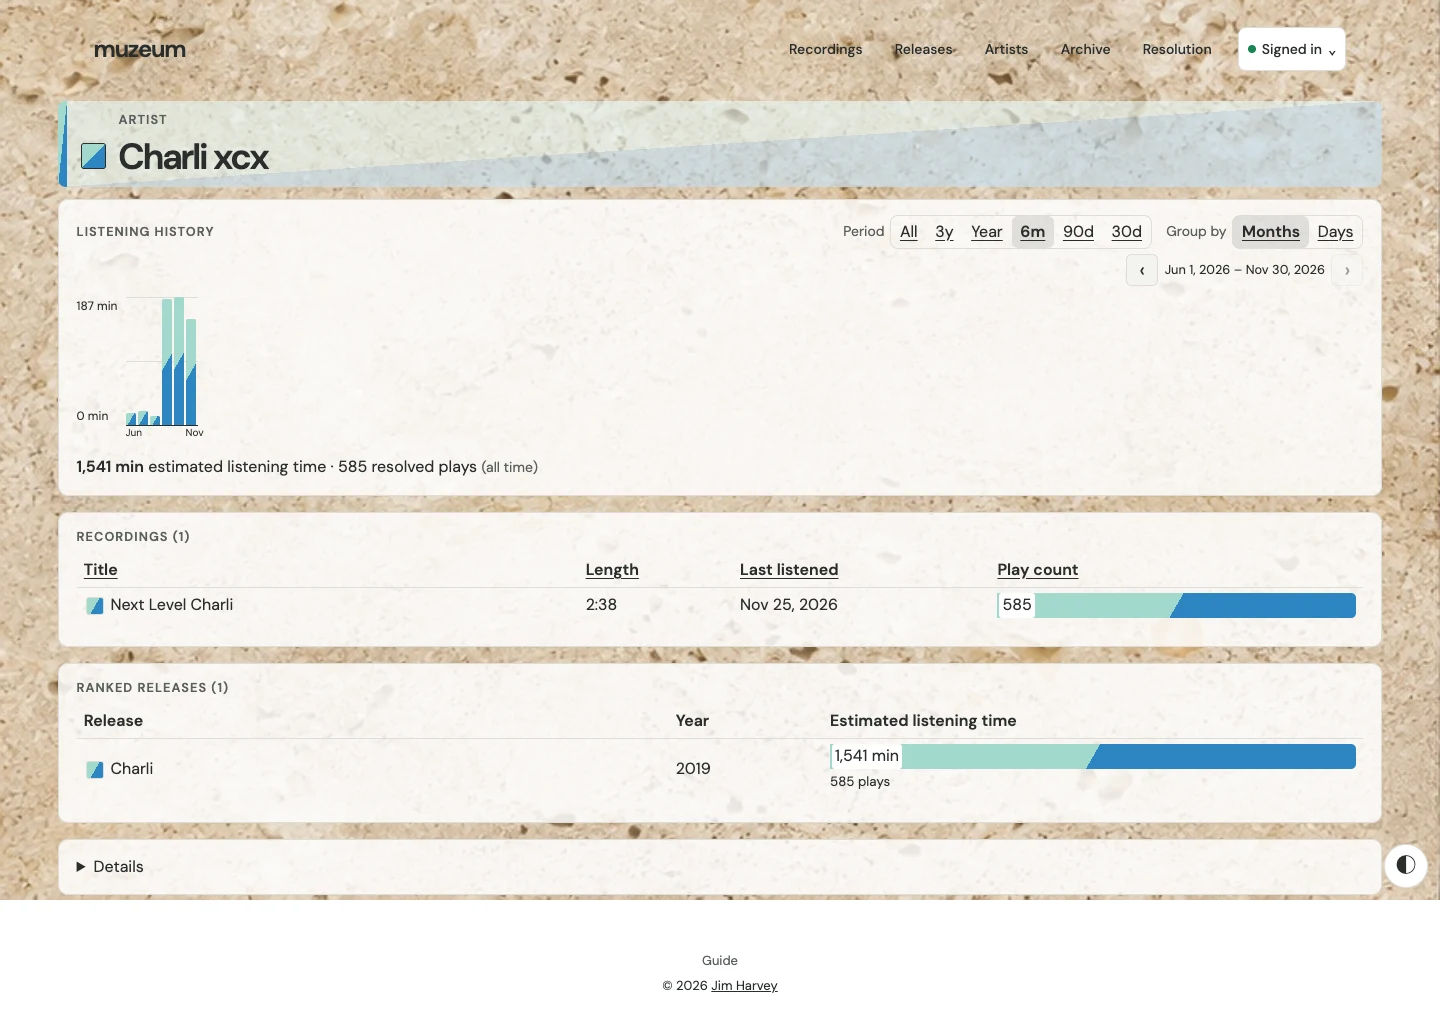 muzeum
Recordings Releases Artists Archive Resolution Signed in
ARTIST
Charli xcx
LISTENING HISTORY
Period All 3y Year 6m 90d 30d Group by Months Days
‹ Jun 1, 2026 – Nov 30, 2026 ›
187 min
0 min
Jun Nov
1,541 min estimated listening time · 585 resolved plays (all time)
RECORDINGS (1)
Title Length Last listened Play count
Next Level Charli 2:38 Nov 25, 2026 585
RANKED RELEASES (1)
Release Year Estimated listening time
Charli 2019 1,541 min
585 plays
Details
Guide
© 2026 Jim Harvey